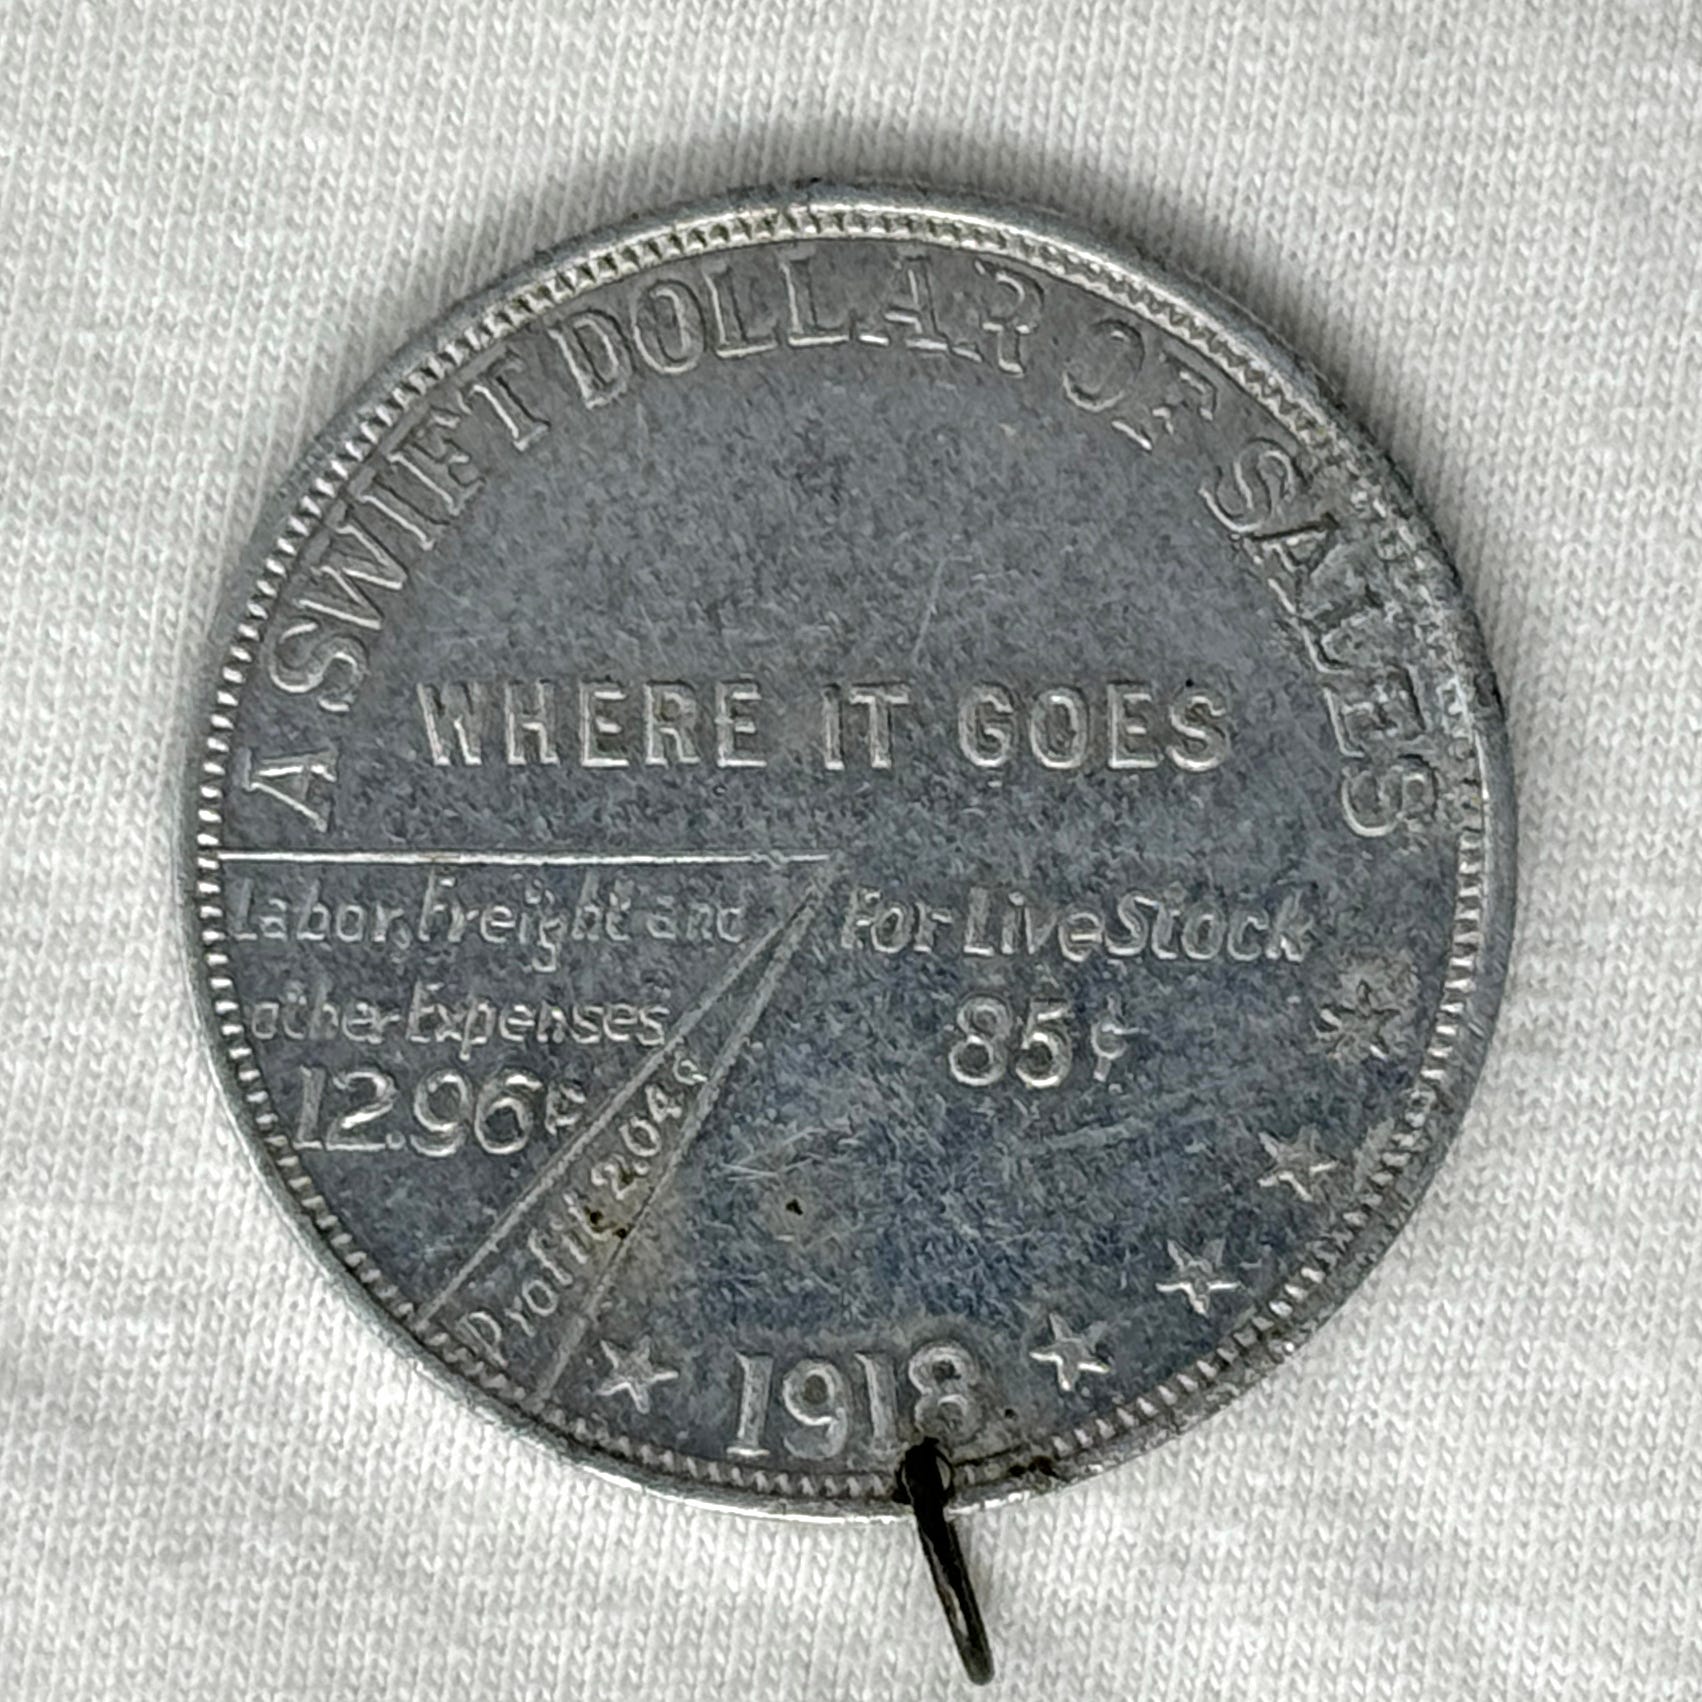 A SWIFT DOLLAR OF SALES
WHERE IT GOES
Labor, Freight and
other Expenses
12.96¢
Profit 2.04¢
For Live Stock
85¢
1918